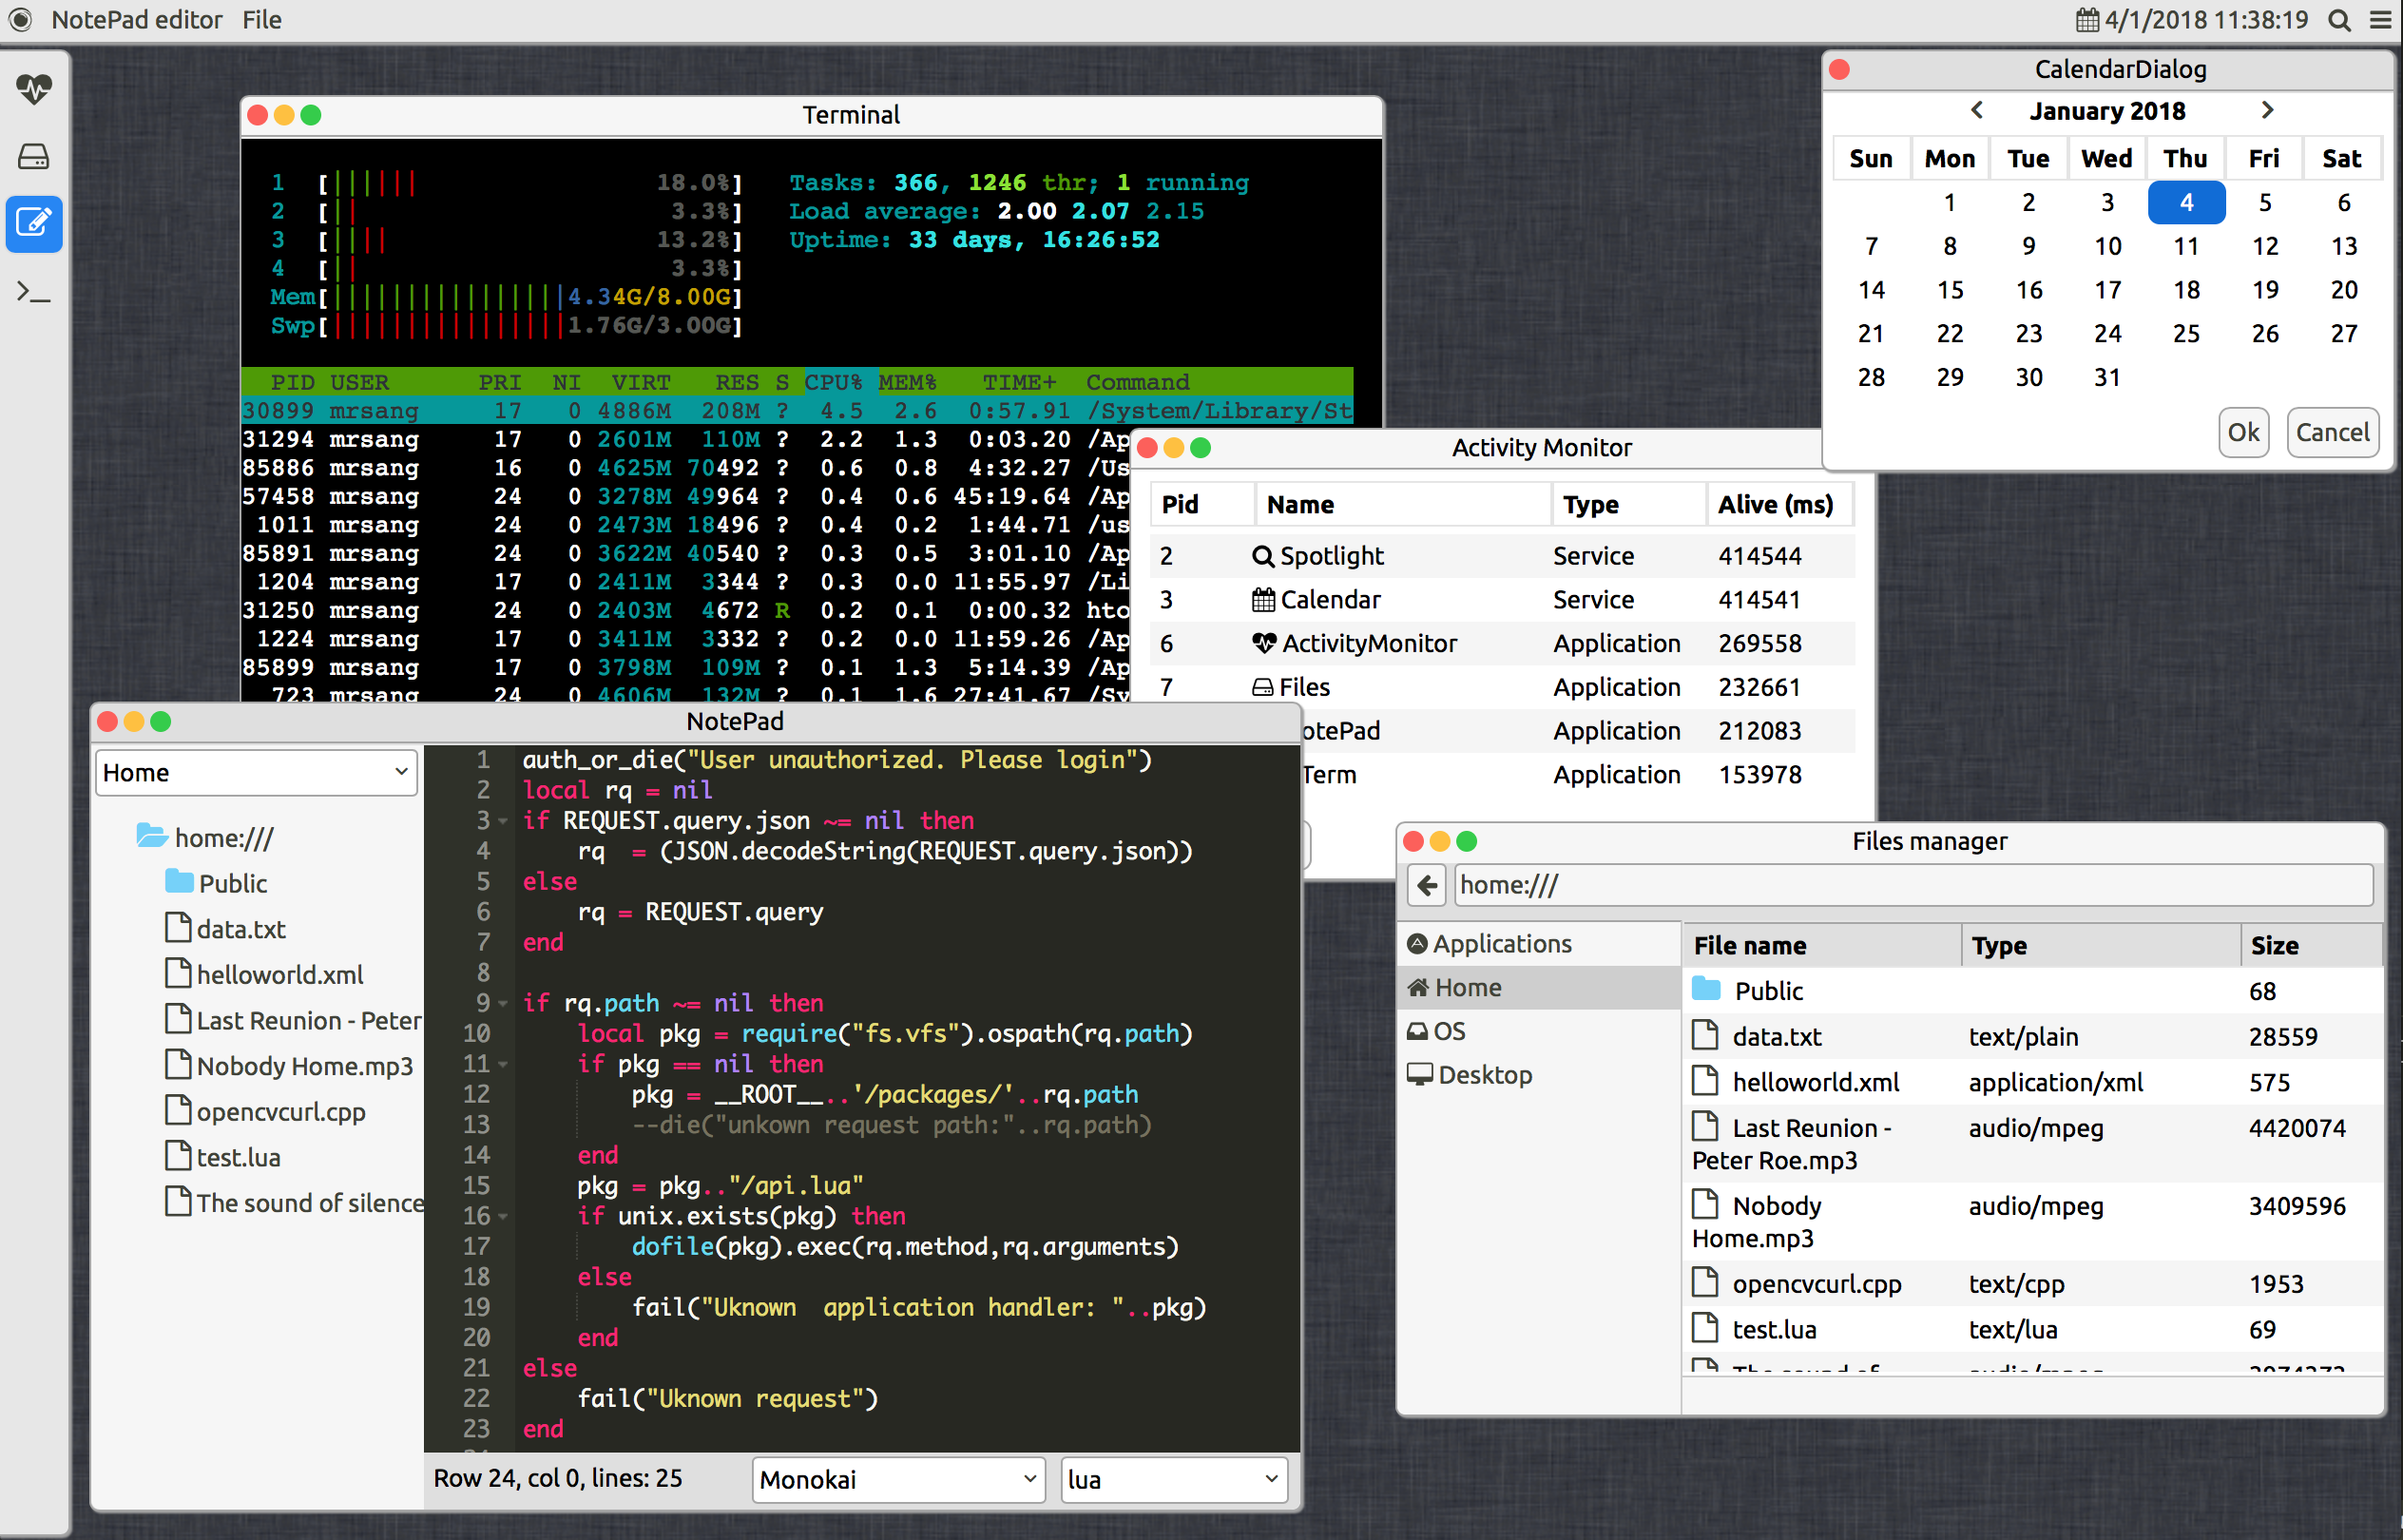 NotePad editor File
4/1/2018 11:38:19
Terminal
1 [|||||| 18.0%] Tasks: 366, 1246 thr; 1 running
2 [|| 3.3%] Load average: 2.00 2.07 2.15
3 [|||| 13.2%] Uptime: 33 days, 16:26:52
4 [|| 3.3%]
Mem[||||||||||||||||4.34G/8.00G]
Swp[||||||||||||||||1.76G/3.00G]
PID USER PRI NI VIRT RES S CPU% MEM% TIME+ Command
30899 mrsang 17 0 4886M 208M ? 4.5 2.6 0:57.91 /System/Library/St
31294 mrsang 17 0 2601M 110M ? 2.2 1.3 0:03.20 /Ap
85886 mrsang 16 0 4625M 70492 ? 0.6 0.8 4:32.27 /Us
57458 mrsang 24 0 3278M 49964 ? 0.4 0.6 45:19.64 /Ap
1011 mrsang 24 0 2473M 18496 ? 0.4 0.2 1:44.71 /us
85891 mrsang 24 0 3622M 40540 ? 0.3 0.5 3:01.10 /Ap
1204 mrsang 17 0 2411M 3344 ? 0.3 0.0 11:55.97 /Li
31250 mrsang 24 0 2403M 4672 R 0.2 0.1 0:00.32 hto
1224 mrsang 17 0 3411M 3332 ? 0.2 0.0 11:59.26 /Ap
85899 mrsang 17 0 3798M 109M ? 0.1 1.3 5:14.39 /Ap
723 mrsang 24 0 4606M 132M ? 0.1 1.6 27:41.67 /Sy
CalendarDialog
January 2018
Sun Mon Tue Wed Thu Fri Sat
1 2 3 4 5 6
7 8 9 10 11 12 13
14 15 16 17 18 19 20
21 22 23 24 25 26 27
28 29 30 31
Ok Cancel
Activity Monitor
Pid Name Type Alive (ms)
2 Spotlight Service 414544
3 Calendar Service 414541
6 ActivityMonitor Application 269558
7 Files Application 232661
otePad Application 212083
Term Application 153978
NotePad
Home
home:///
Public
data.txt
helloworld.xml
Last Reunion - Peter
Nobody Home.mp3
opencvcurl.cpp
test.lua
The sound of silence
1 auth_or_die("User unauthorized. Please login")
2 local rq = nil
3 if REQUEST.query.json ~= nil then
4     rq  = (JSON.decodeString(REQUEST.query.json))
5 else
6     rq = REQUEST.query
7 end
8
9 if rq.path ~= nil then
10     local pkg = require("fs.vfs").ospath(rq.path)
11     if pkg == nil then
12         pkg = __ROOT__..'/packages/'..rq.path
13         --die("unkown request path:"..rq.path)
14     end
15     pkg = pkg.."/api.lua"
16     if unix.exists(pkg) then
17         dofile(pkg).exec(rq.method,rq.arguments)
18     else
19         fail("Uknown  application handler: "..pkg)
20     end
21 else
22     fail("Uknown request")
23 end
Row 24, col 0, lines: 25 Monokai lua
Files manager
home:///
Applications
Home
OS
Desktop
File name Type Size
Public 68
data.txt text/plain 28559
helloworld.xml application/xml 575
Last Reunion - audio/mpeg 4420074
Peter Roe.mp3
Nobody audio/mpeg 3409596
Home.mp3
opencvcurl.cpp text/cpp 1953
test.lua text/lua 69
The sound of audio/mpeg